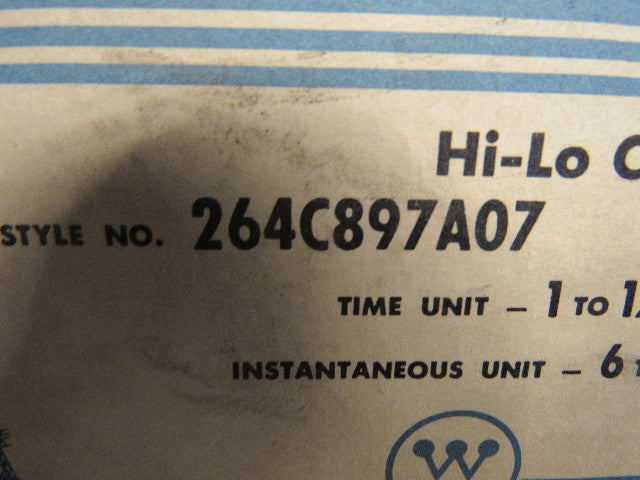 Hi-Lo
STYLE NO. 264C897A07
TIME UNIT – 1 TO
INSTANTANEOUS UNIT – 6
W